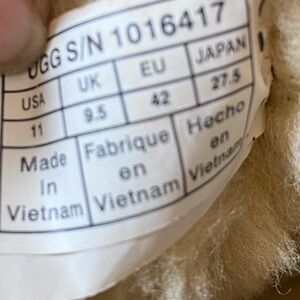 UGG S/N 1016417
USA UK EU JAPAN
11 9.5 42 27.5
Made Fabrique Hecho
in en en
Vietnam Vietnam Vietnam